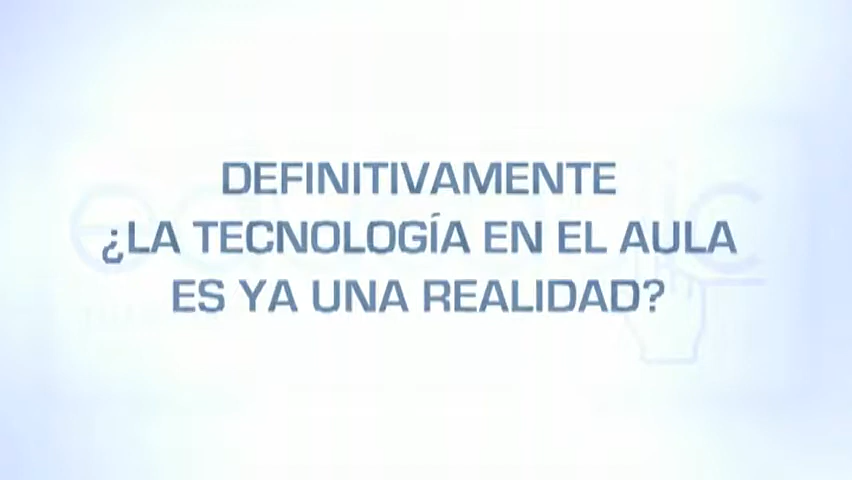 DEFINITIVAMENTE
¿LA TECNOLOGÍA EN EL AULA
ES YA UNA REALIDAD?